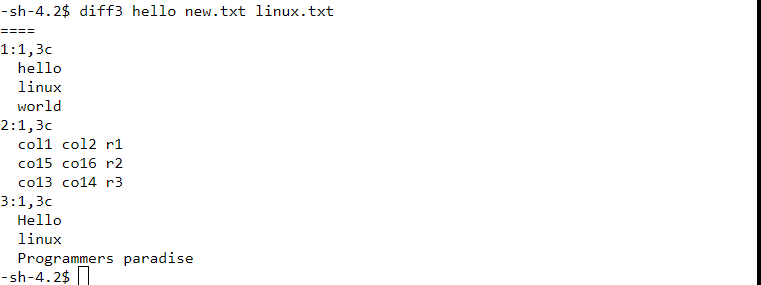 -sh-4.2$ diff3 hello new.txt linux.txt
====
1:1,3c
  hello
  linux
  world
2:1,3c
  col1 col2 r1
  co15 co16 r2
  co13 co14 r3
3:1,3c
  Hello
  linux
  Programmers paradise
-sh-4.2$